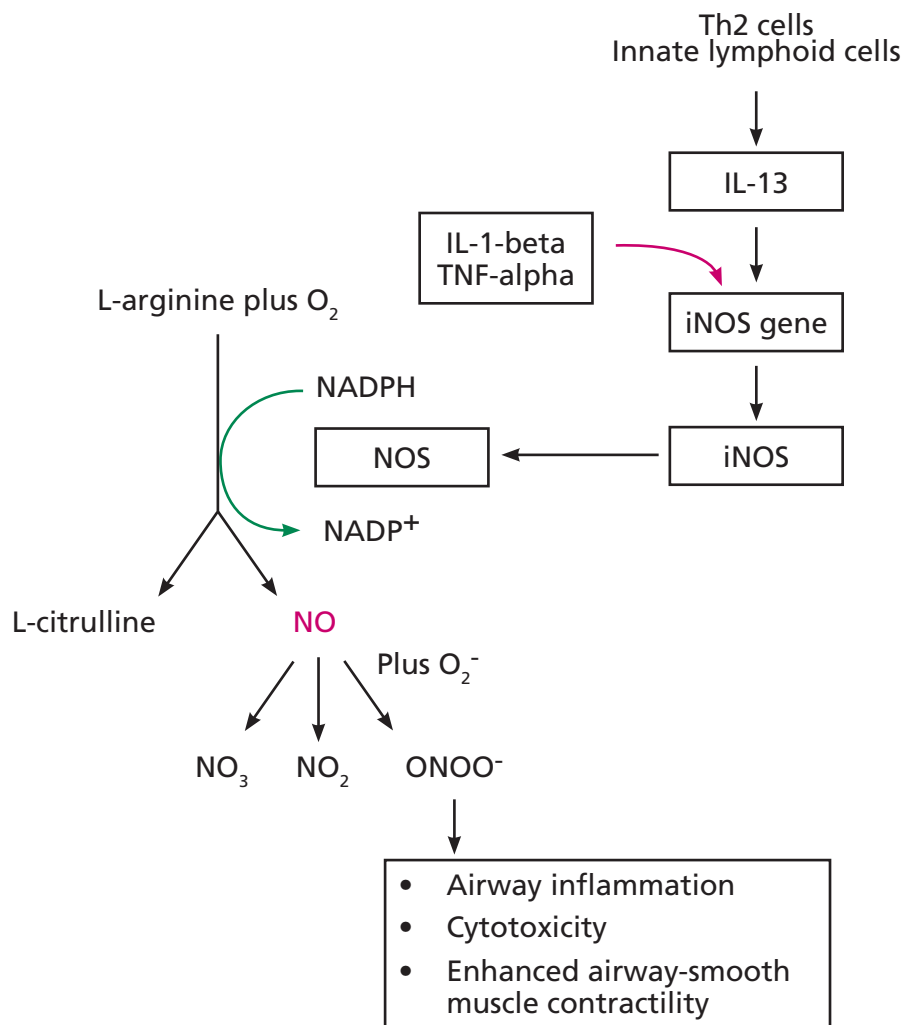 Th2 cells
Innate lymphoid cells
IL-13
IL-1-beta
TNF-alpha
L-arginine plus O₂
iNOS gene
NADPH
NOS
iNOS
NADP⁺
L-citrulline
NO
Plus O₂⁻
NO₃
NO₂
ONOO⁻
• Airway inflammation
• Cytotoxicity
• Enhanced airway-smooth
muscle contractility